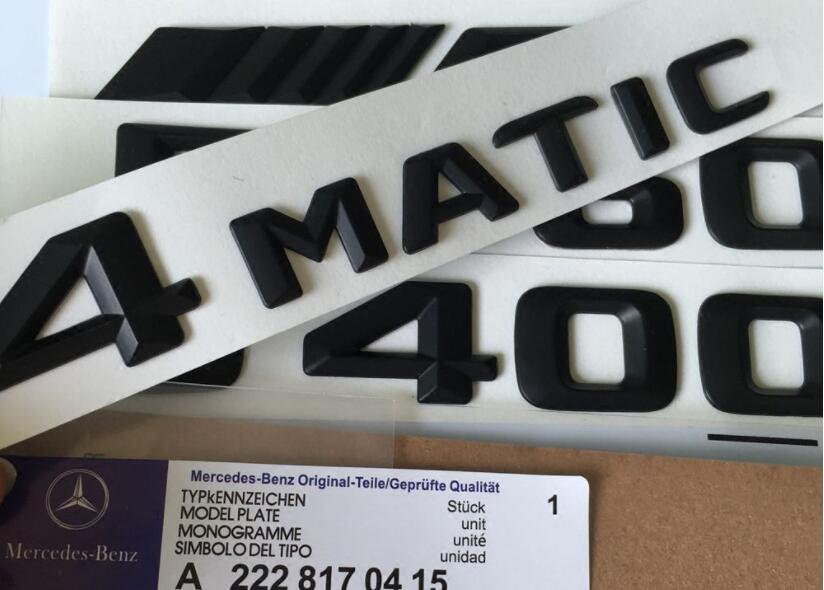 4MATIC
60
400
Mercedes-Benz
Mercedes-Benz Original-Teile/Geprüfte Qualität
TYPkENNZEICHEN
MODEL PLATE
MONOGRAMME
SIMBOLO DEL TIPO
Stück
unit
unité
unidad
1
A 222 817 04 15